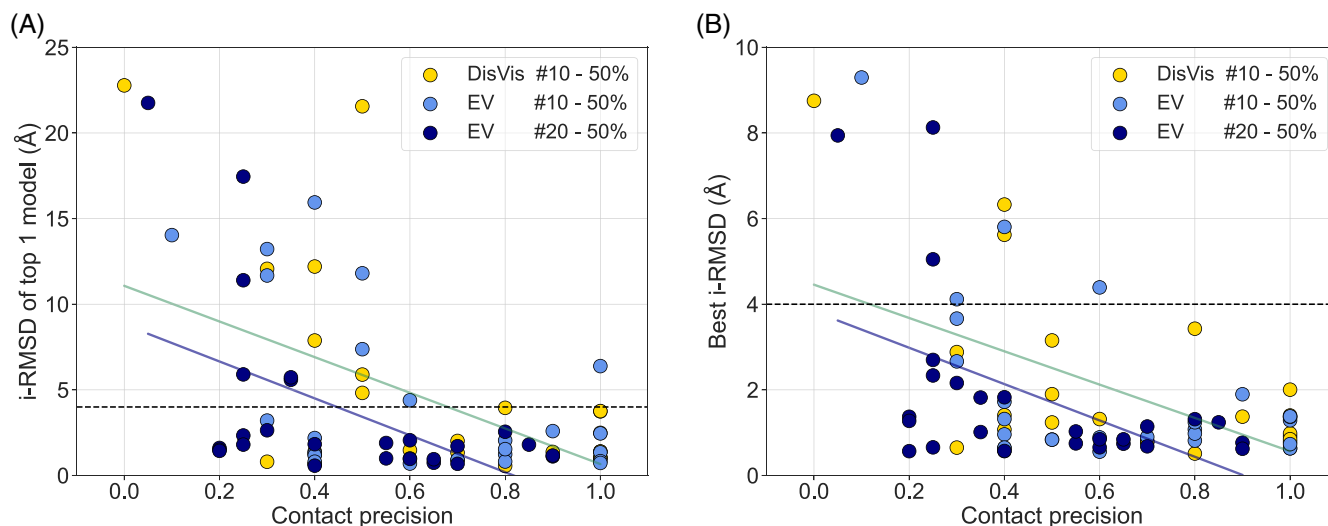 (A)
25
20
15
10
5
0
i-RMSD of top 1 model (Å)
DisVis #10 - 50%
EV #10 - 50%
EV #20 - 50%
0.0 0.2 0.4 0.6 0.8 1.0
Contact precision
(B)
10
8
6
4
2
0
Best i-RMSD (Å)
DisVis #10 - 50%
EV #10 - 50%
EV #20 - 50%
0.0 0.2 0.4 0.6 0.8 1.0
Contact precision